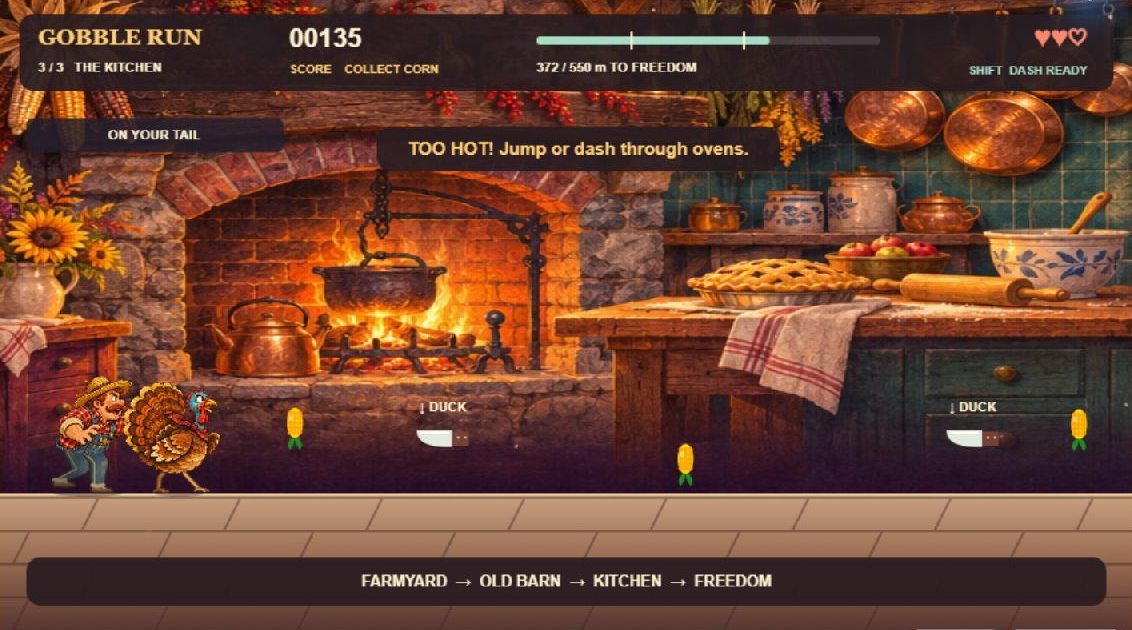 GOBBLE RUN
3 / 3 THE KITCHEN
00135
SCORE COLLECT CORN
372 / 550 m TO FREEDOM
SHIFT DASH READY
ON YOUR TAIL
TOO HOT! Jump or dash through ovens.
↓ DUCK
↓ DUCK
FARMYARD → OLD BARN → KITCHEN → FREEDOM